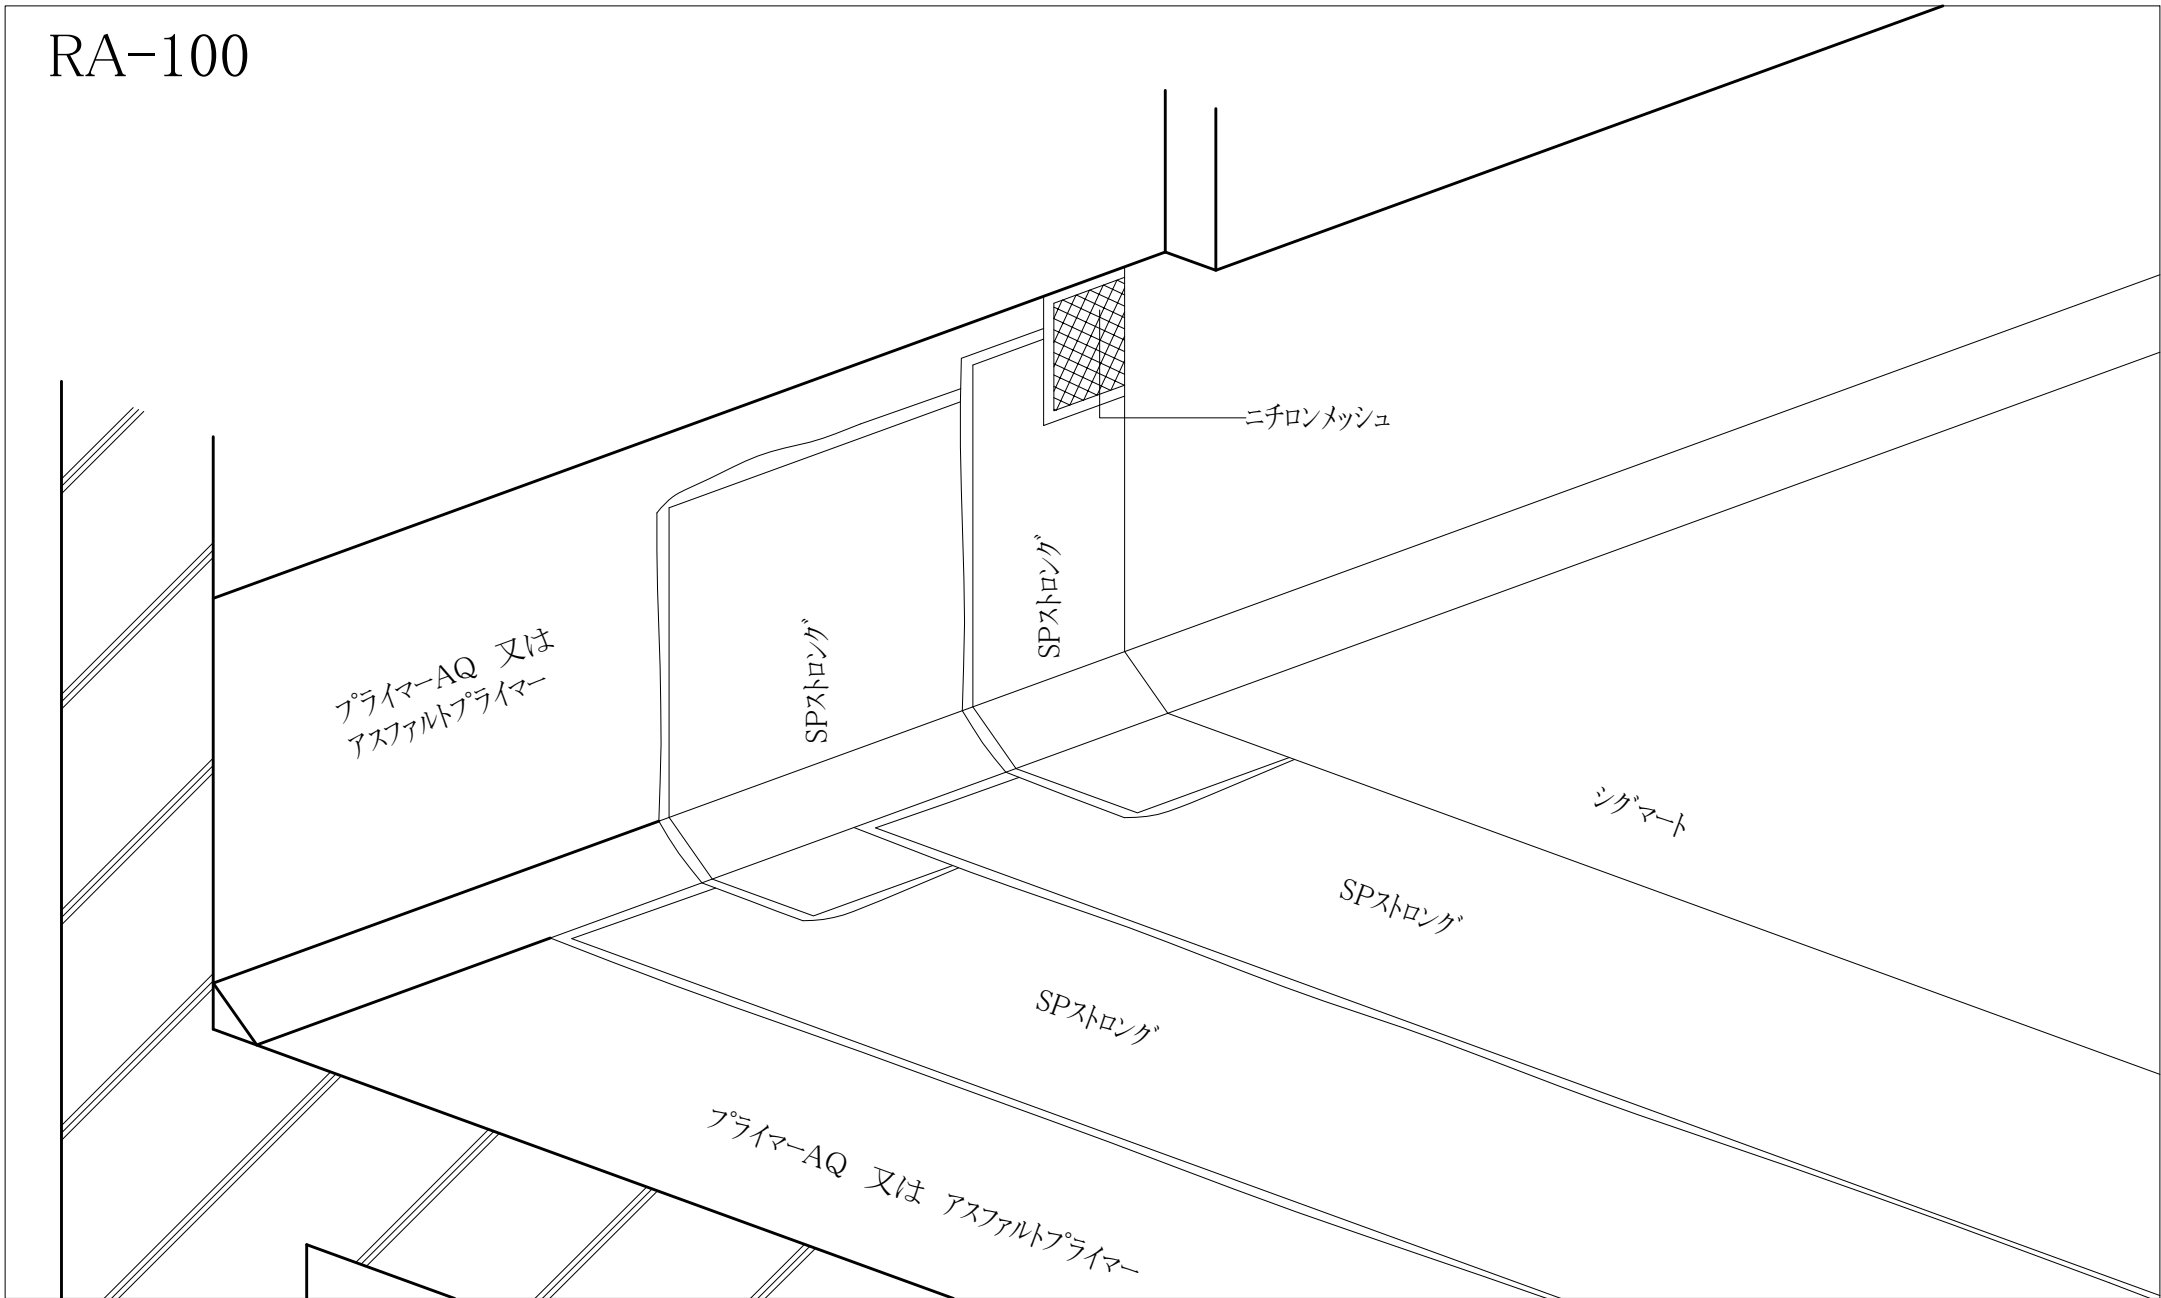 RA-100
ニチロンメッシュ
SPストロング
SPストロング
プライマーAQ 又は
アスファルトプライマー
シグマート
SPストロング
SPストロング
プライマーAQ 又は アスファルトプライマー